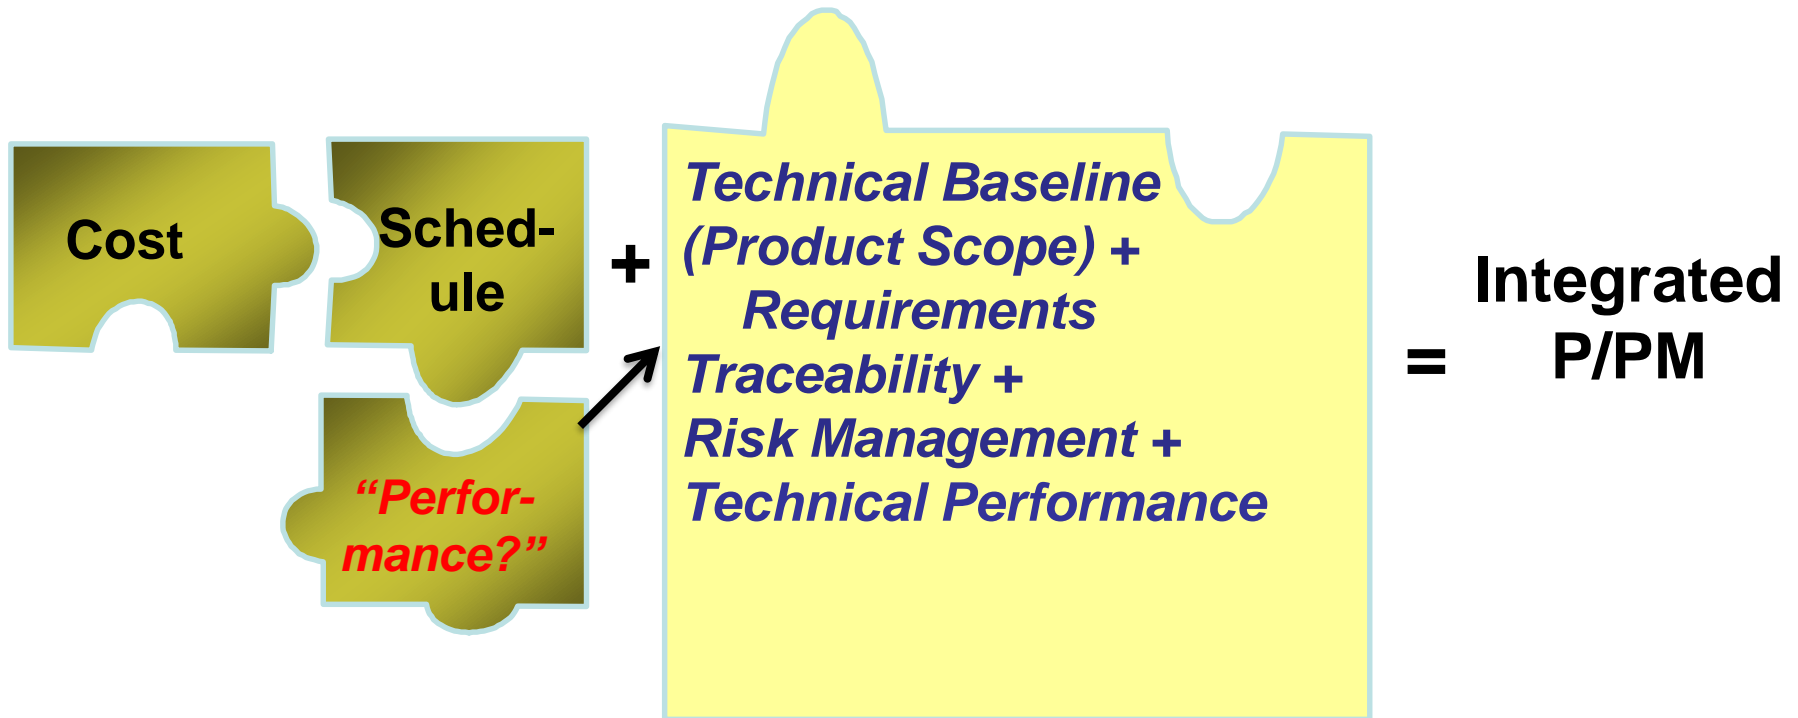 Cost
Sched-
ule
“Perfor-
mance?”
+
Technical Baseline
(Product Scope) +
Requirements
Traceability +
Risk Management +
Technical Performance
=
Integrated
P/PM